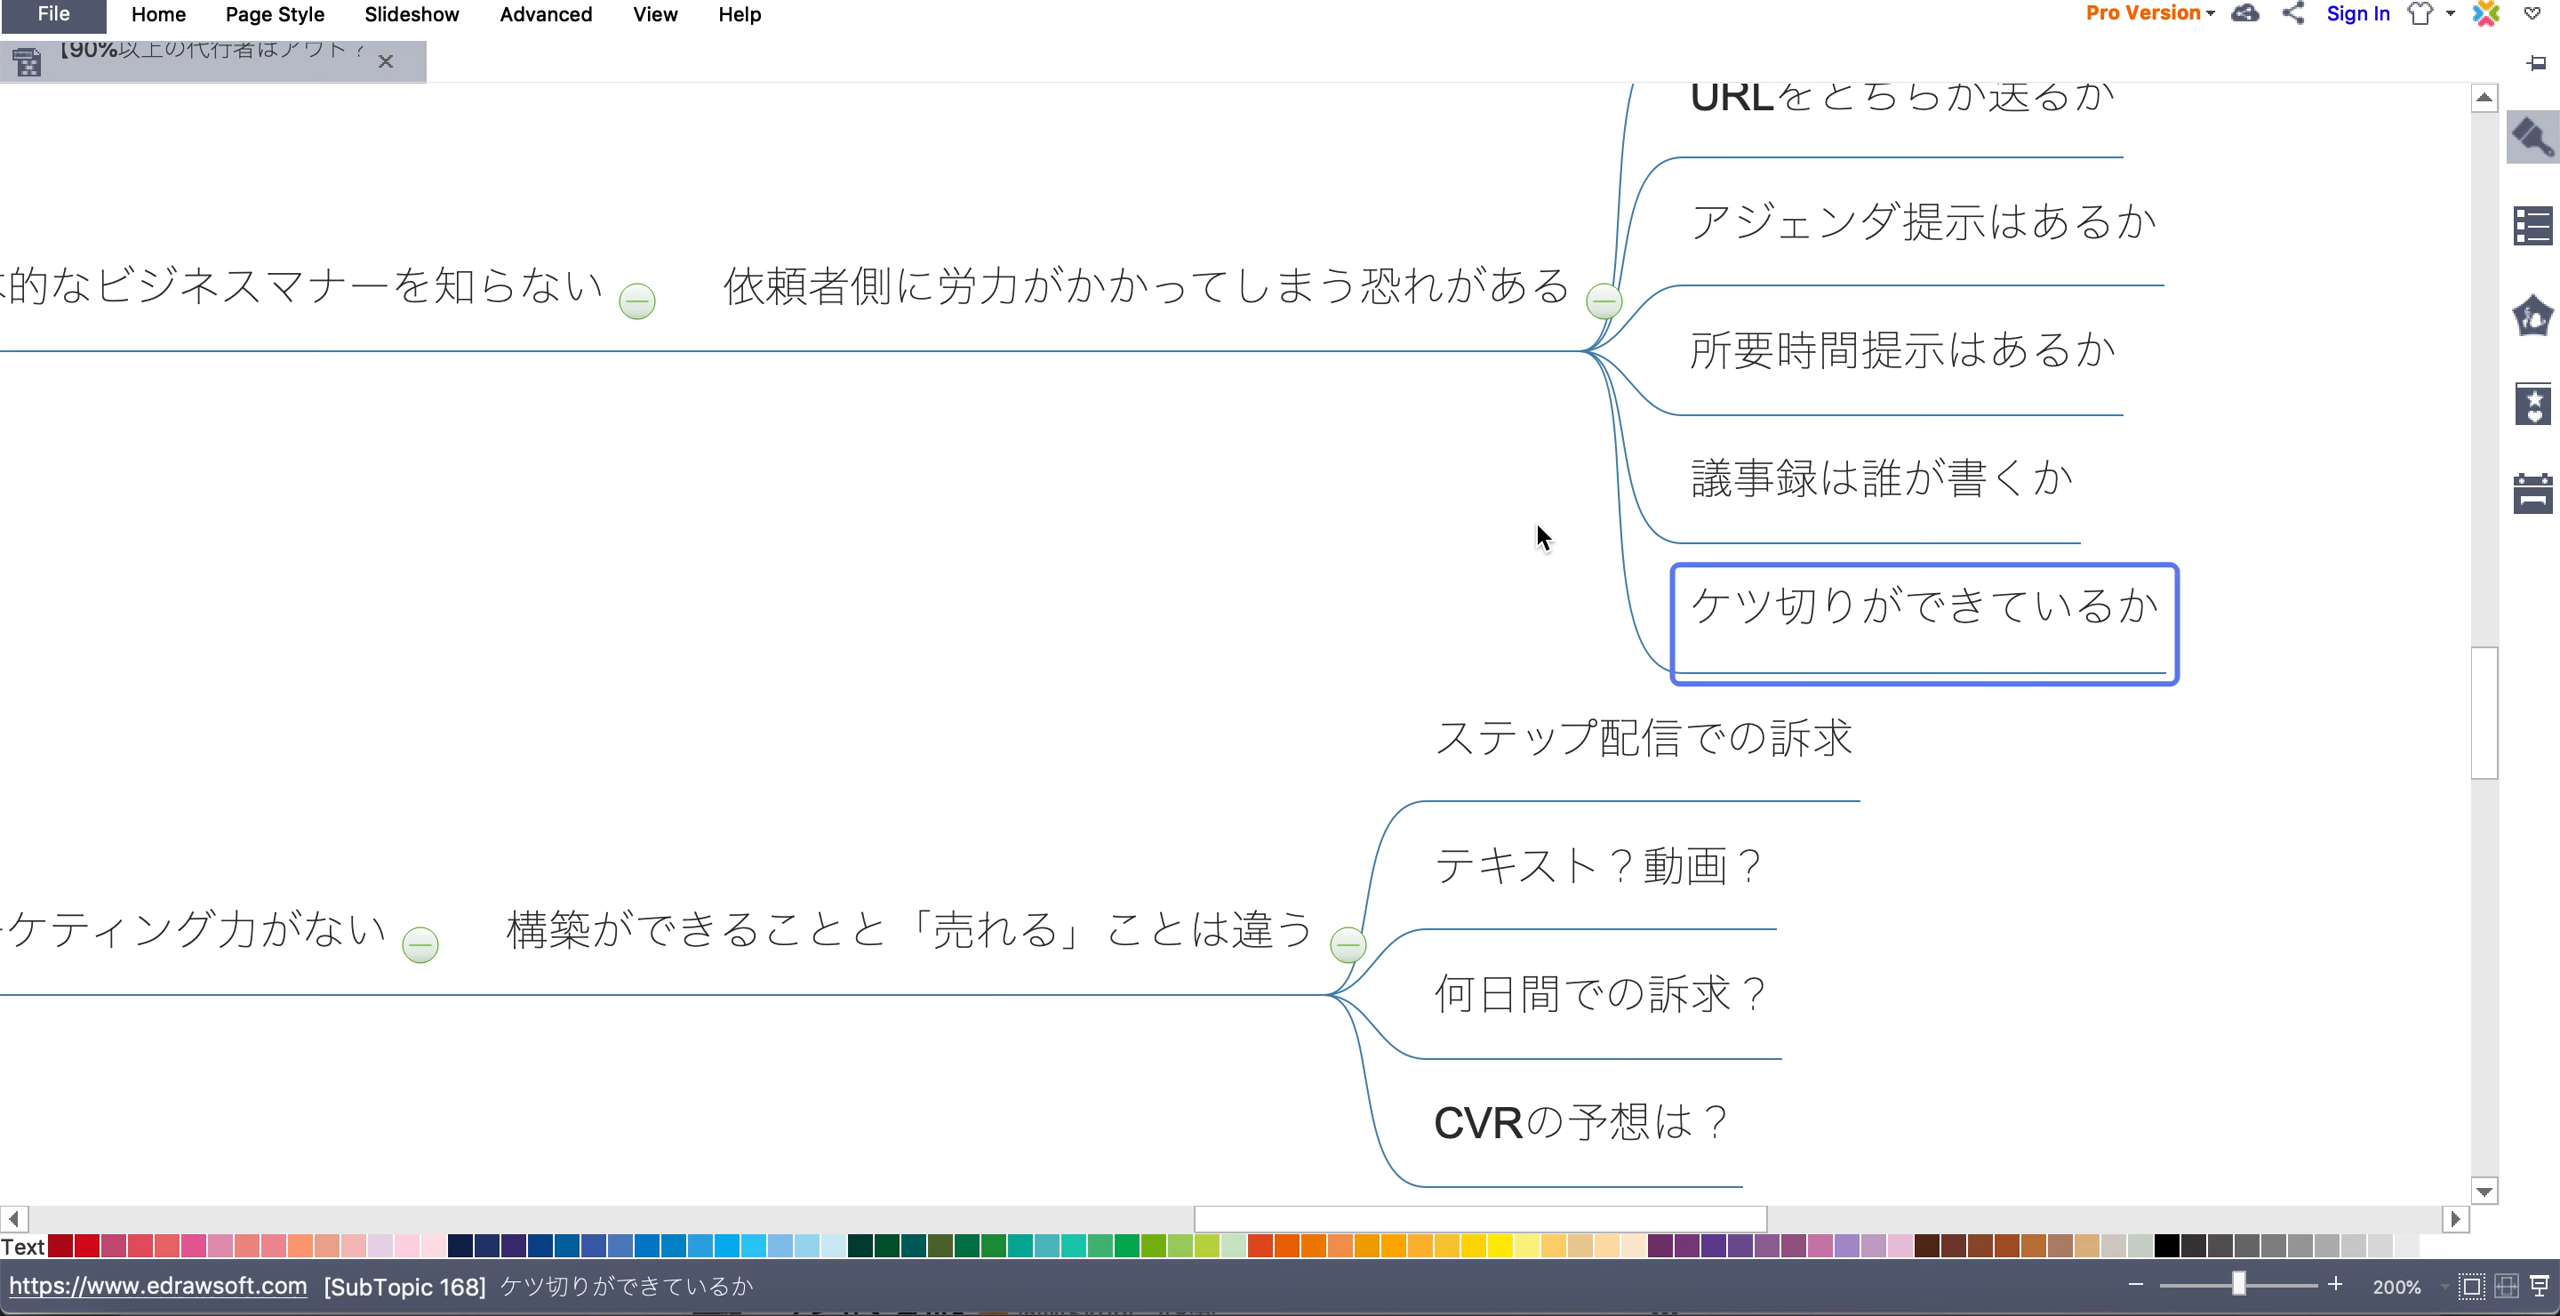 File Home Page Style Slideshow Advanced View Help Pro Version Sign In
【90%以上の代行者はアウト?
URLをどちらが送るか
アジェンダ提示はあるか
的なビジネスマナーを知らない 依頼者側に労力がかかってしまう恐れがある
所要時間提示はあるか
議事録は誰が書くか
ケツ切りができているか
ステップ配信での訴求
テキスト？動画？
ケティング力がない 構築ができることと「売れる」ことは違う
何日間での訴求？
CVRの予想は？
Text
https://www.edrawsoft.com [SubTopic 168] ケツ切りができているか 200%